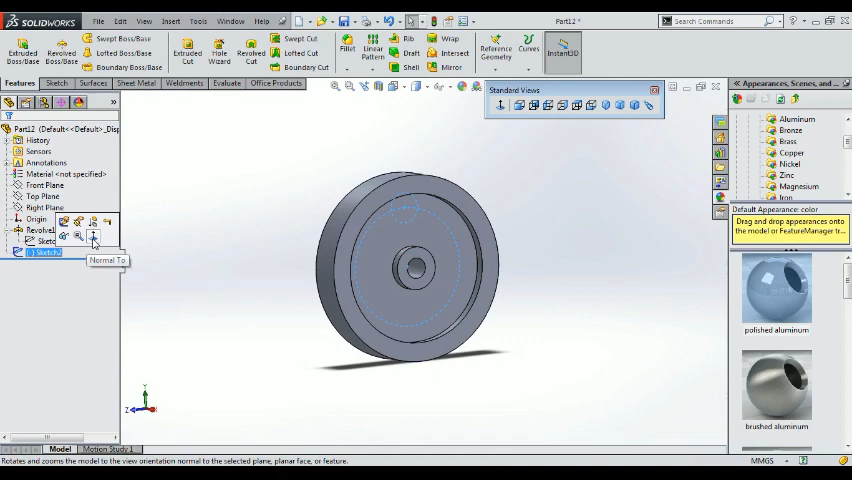 SOLIDWORKS File Edit View Insert Tools Window Help Part12 * Search Commands
Extruded Boss/Base
Revolved Boss/Base
Swept Boss/Base
Lofted Boss/Base
Boundary Boss/Base
Extruded Cut
Hole Wizard
Revolved Cut
Swept Cut
Lofted Cut
Boundary Cut
Fillet
Linear Pattern
Rib
Draft
Shell
Wrap
Intersect
Mirror
Reference Geometry
Curves
Instant3D
Features Sketch Surfaces Sheet Metal Weldments Evaluate Office Products
Standard Views
Appearances, Scenes, and...
Part12 (Default<<Default>_Disp
History
Sensors
Annotations
Material <not specified>
Front Plane
Top Plane
Right Plane
Origin
Revolve1
Sketc
(-) Sketch2
Normal To
Aluminum
Bronze
Brass
Copper
Nickel
Zinc
Magnesium
Iron
Default Appearance: color
Drag and drop appearances onto
the model or FeatureManager tr...
polished aluminum
brushed aluminum
Y
Z
X
Model Motion Study 1
Rotates and zooms the model to the view orientation normal to the selected plane, planar face, or feature. MMGS